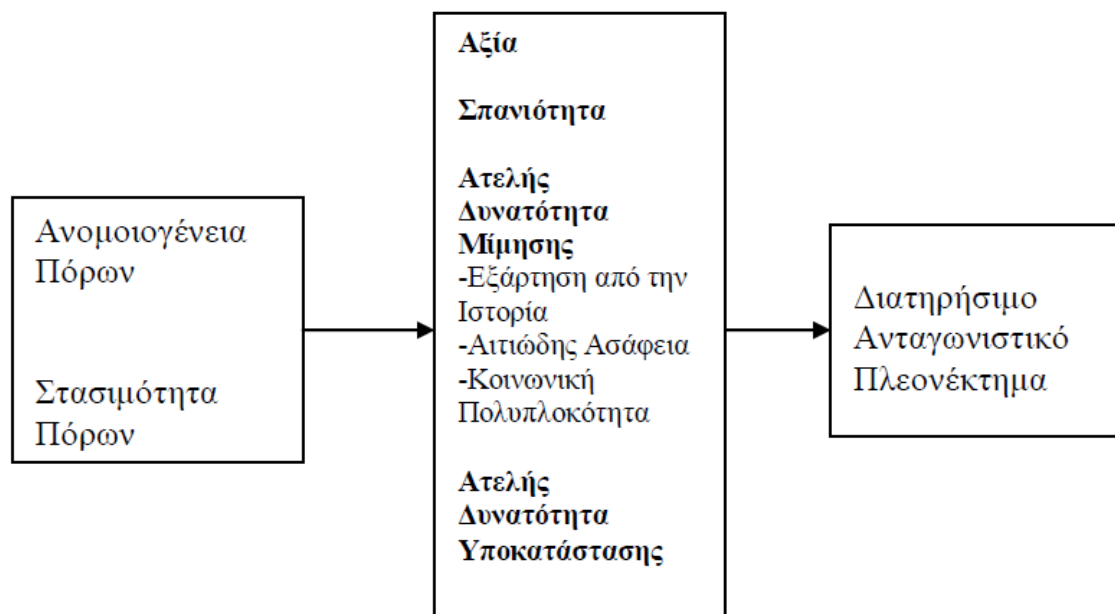 Ανομοιογένεια
Πόρων
Στασιμότητα
Πόρων
Αξία
Σπανιότητα
Ατελής
Δυνατότητα
Μίμησης
-Εξάρτηση από την
Ιστορία
-Αιτιώδης Ασάφεια
-Κοινωνική
Πολυπλοκότητα
Ατελής
Δυνατότητα
Υποκατάστασης
Διατηρήσιμο
Ανταγωνιστικό
Πλεονέκτημα